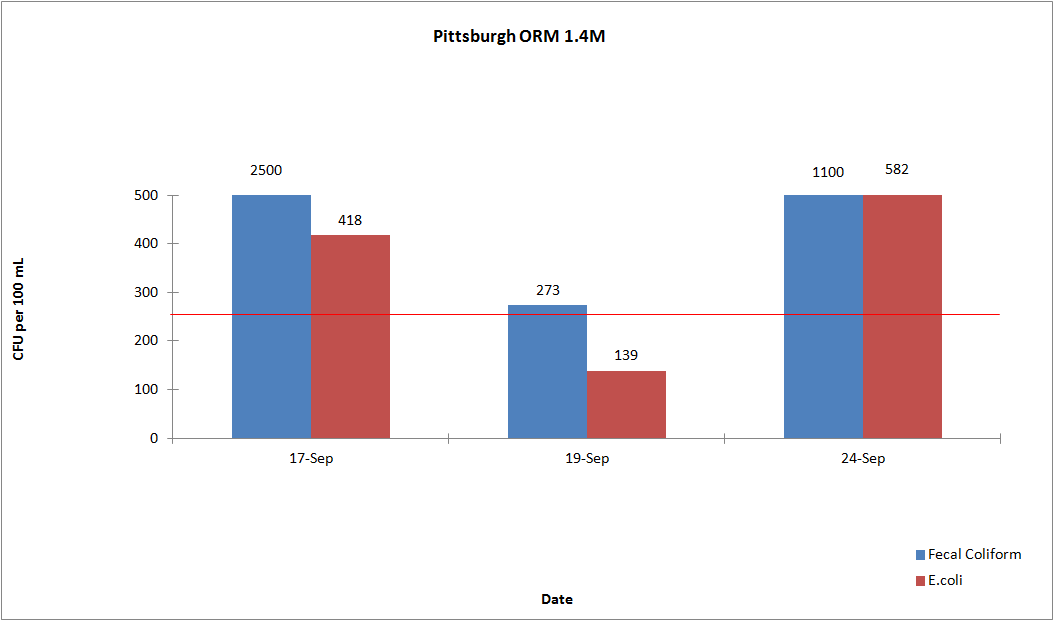 Pittsburgh ORM 1.4M
2500
1100
582
500
418
400
300
273
200
139
100
0
CFU per 100 mL
17-Sep
19-Sep
24-Sep
Fecal Coliform
E.coli
Date